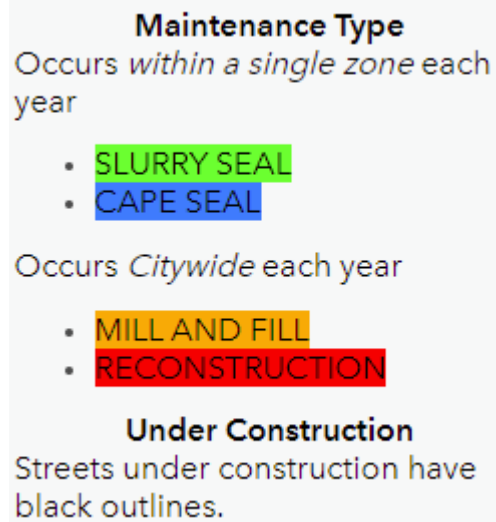 Maintenance Type
Occurs within a single zone each
year
• SLURRY SEAL
• CAPE SEAL
Occurs Citywide each year
• MILL AND FILL
• RECONSTRUCTION
Under Construction
Streets under construction have
black outlines.